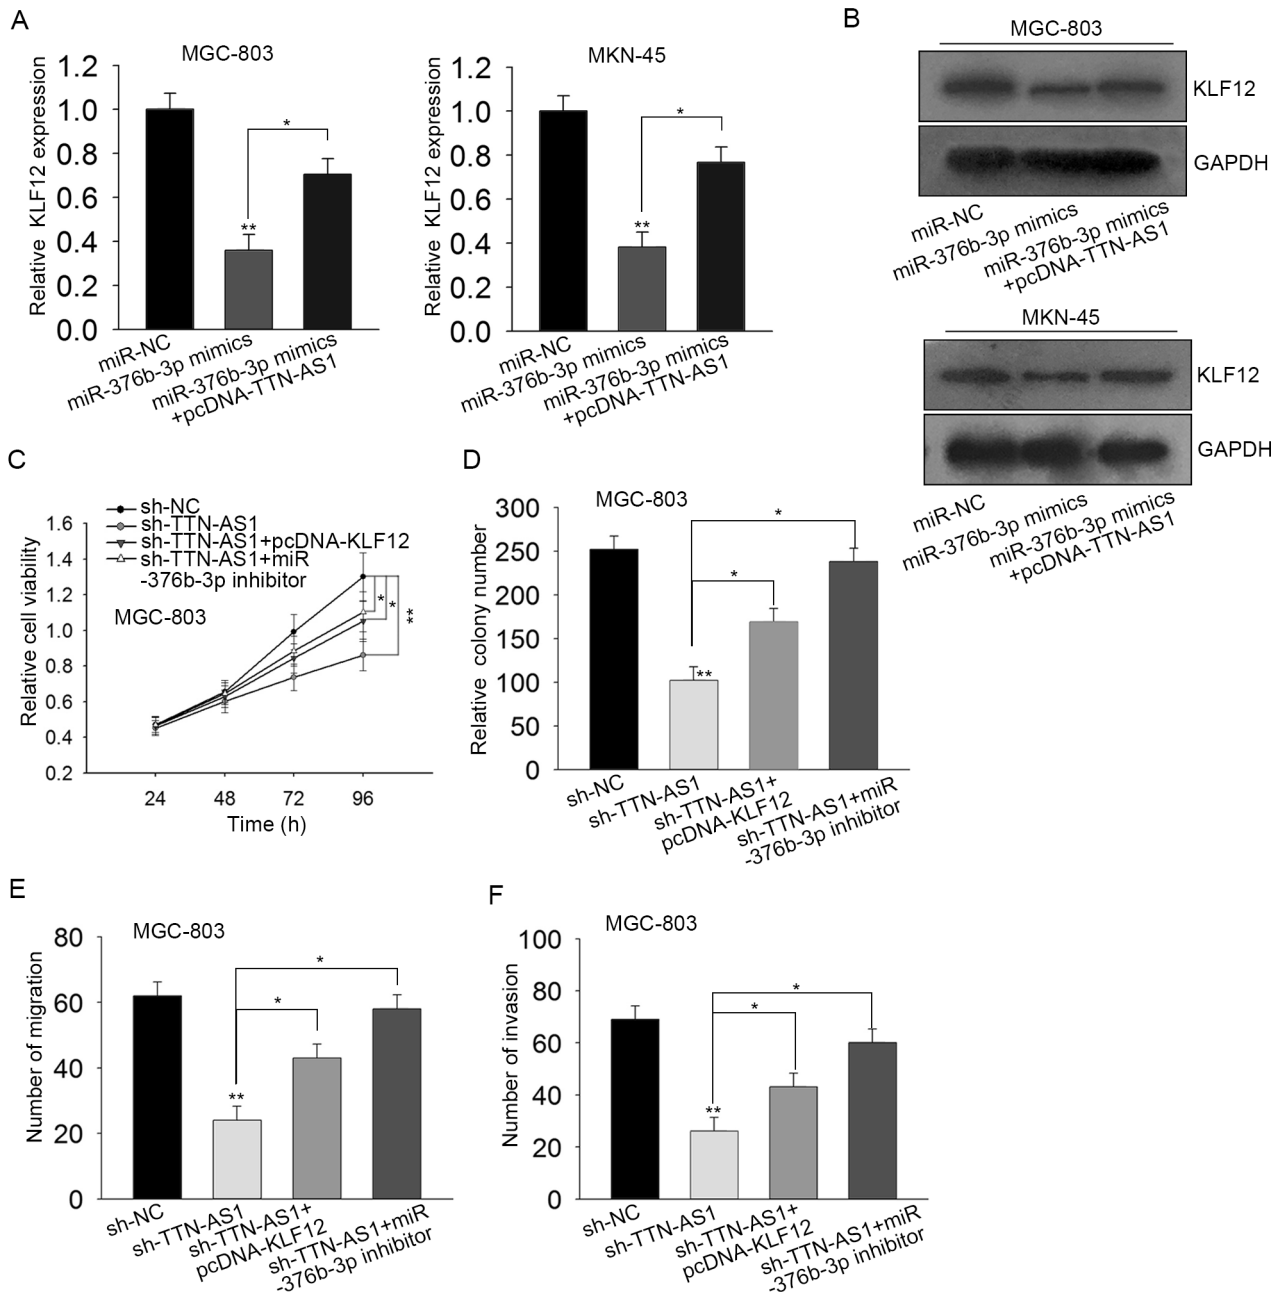 A
MGC-803
Relative KLF12 expression
1.2
1.0
0.8
0.6
0.4
0.2
0.0
*
**
miR-NC
miR-376b-3p mimics
miR-376b-3p mimics
+pcDNA-TTN-AS1
MKN-45
Relative KLF12 expression
1.2
1.0
0.8
0.6
0.4
0.2
0.0
*
**
miR-NC
miR-376b-3p mimics
miR-376b-3p mimics
+pcDNA-TTN-AS1
B
MGC-803
KLF12
GAPDH
miR-NC
miR-376b-3p mimics
miR-376b-3p mimics
+pcDNA-TTN-AS1
MKN-45
KLF12
GAPDH
miR-NC
miR-376b-3p mimics
miR-376b-3p mimics
+pcDNA-TTN-AS1
C
sh-NC
sh-TTN-AS1
sh-TTN-AS1+pcDNA-KLF12
sh-TTN-AS1+miR
-376b-3p inhibitor
MGC-803
Relative cell viability
1.6
1.4
1.2
1.0
0.8
0.6
0.4
0.2
*
*
**
24 48 72 96
Time (h)
D
MGC-803
Relative colony number
300
250
200
150
100
50
0
*
*
**
sh-NC
sh-TTN-AS1
sh-TTN-AS1+
pcDNA-KLF12
sh-TTN-AS1+miR
-376b-3p inhibitor
E
MGC-803
Number of migration
80
60
40
20
0
*
*
**
sh-NC
sh-TTN-AS1
sh-TTN-AS1+
pcDNA-KLF12
sh-TTN-AS1+miR
-376b-3p inhibitor
F
MGC-803
Number of invasion
100
80
60
40
20
0
*
*
**
sh-NC
sh-TTN-AS1
sh-TTN-AS1+
pcDNA-KLF12
sh-TTN-AS1+miR
-376b-3p inhibitor